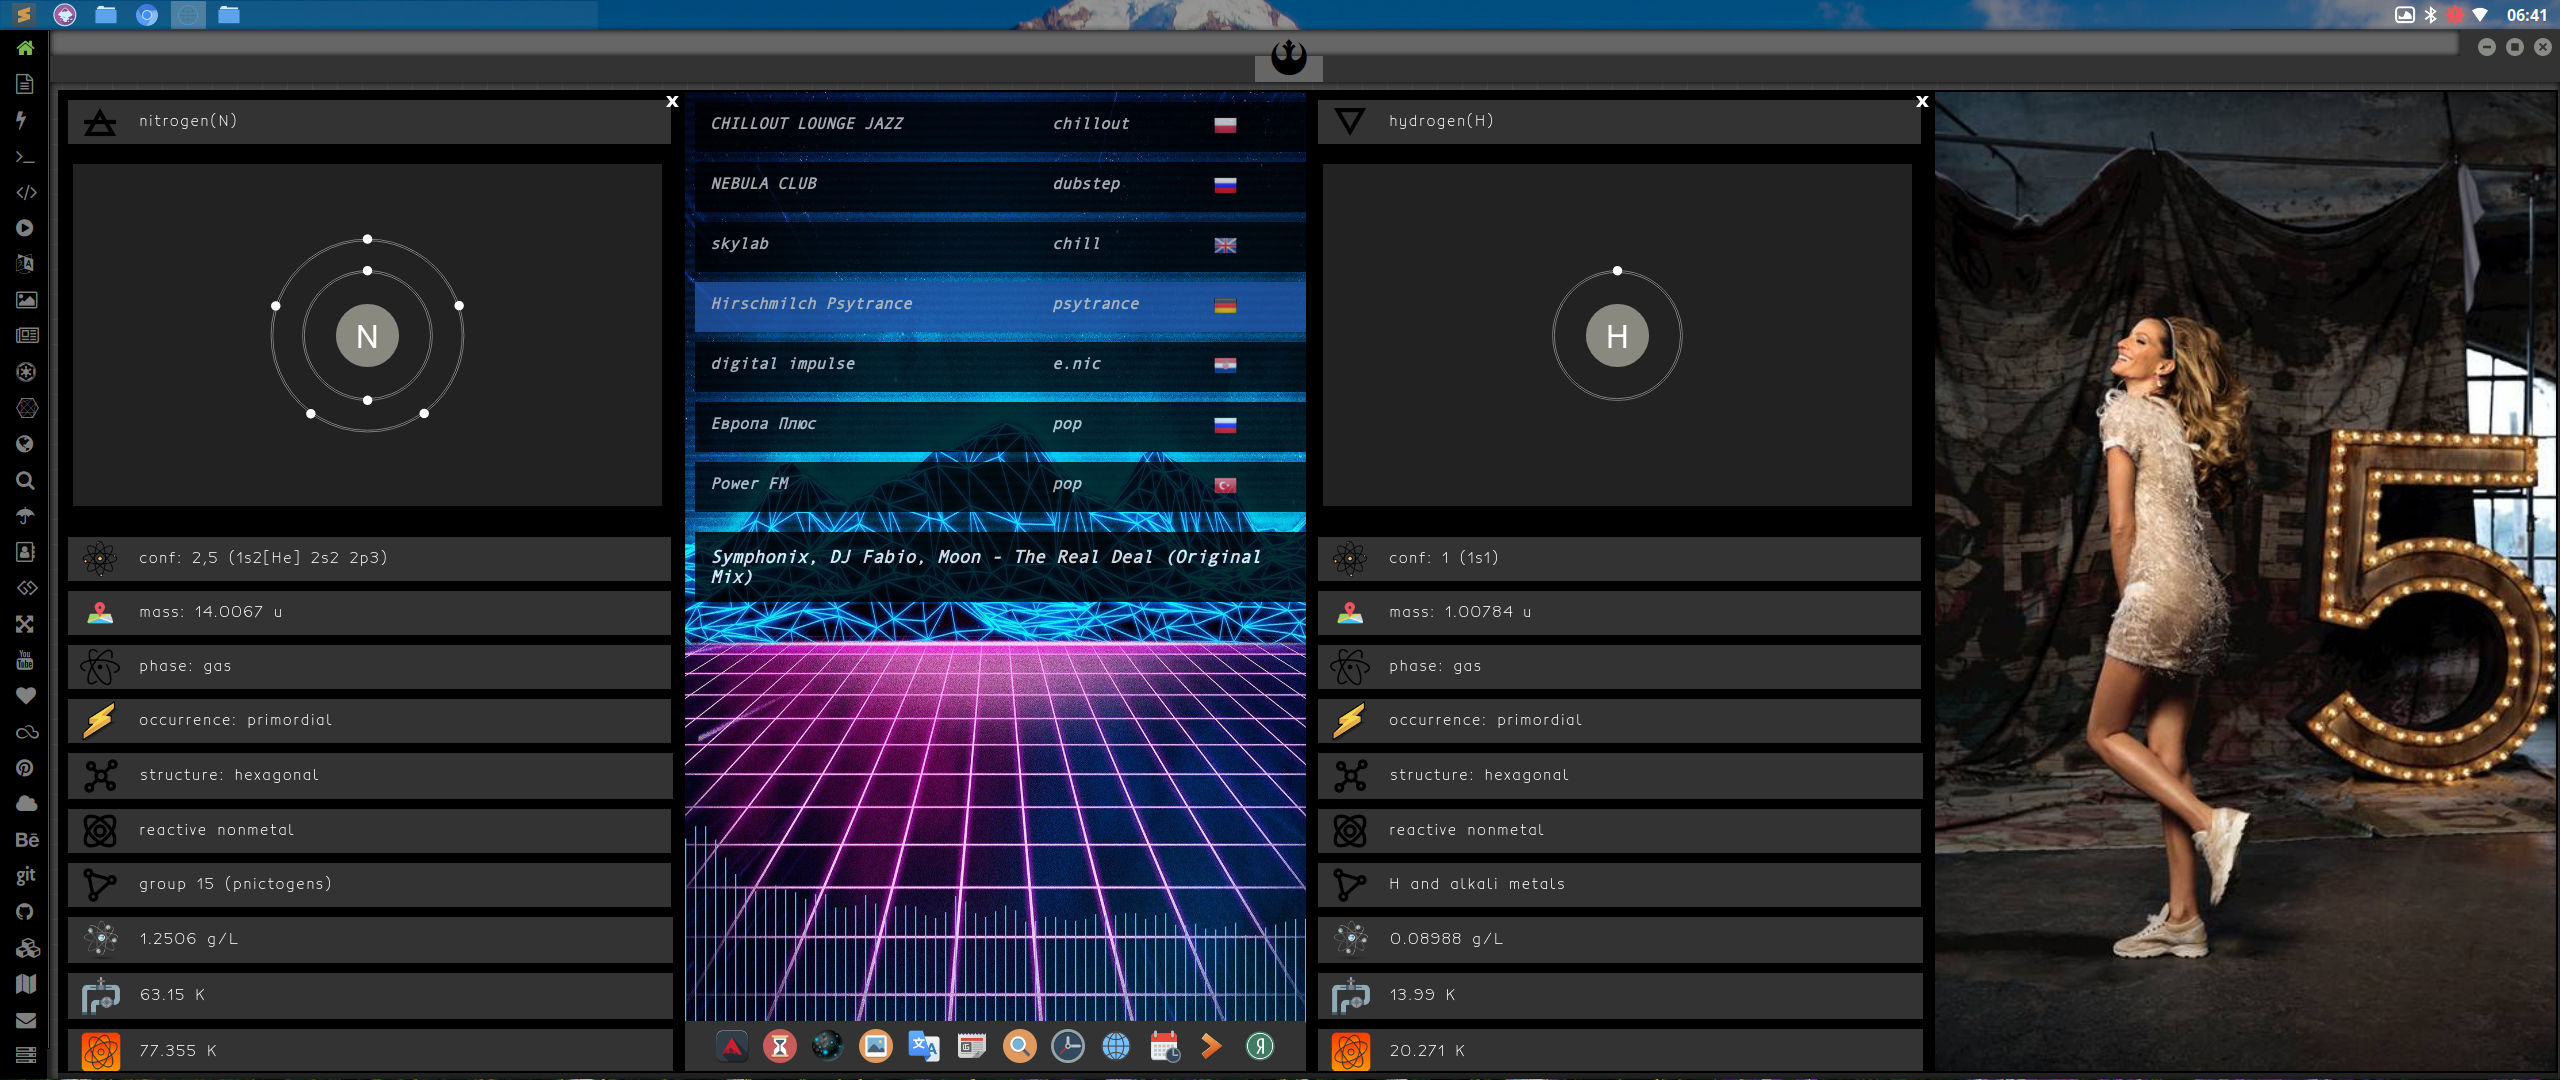 06:41
nitrogen(N)
x
N
conf: 2,5 (1s2[He] 2s2 2p3)
mass: 14.0067 u
phase: gas
occurrence: primordial
structure: hexagonal
reactive nonmetal
group 15 (pnictogens)
1.2506 g/L
63.15 K
77.355 K
CHILLOUT LOUNGE JAZZ chillout
NEBULA CLUB dubstep
skylab chill
Hirschmilch Psytrance psytrance
digital impulse e.nic
Европа Плюс pop
Power FM pop
Symphonix, DJ Fabio, Moon - The Real Deal (Original
Mix)
hydrogen(H)
x
H
conf: 1 (1s1)
mass: 1.00784 u
phase: gas
occurrence: primordial
structure: hexagonal
reactive nonmetal
H and alkali metals
0.08988 g/L
13.99 K
20.271 K
5
You
Tube
Bē
git
Я